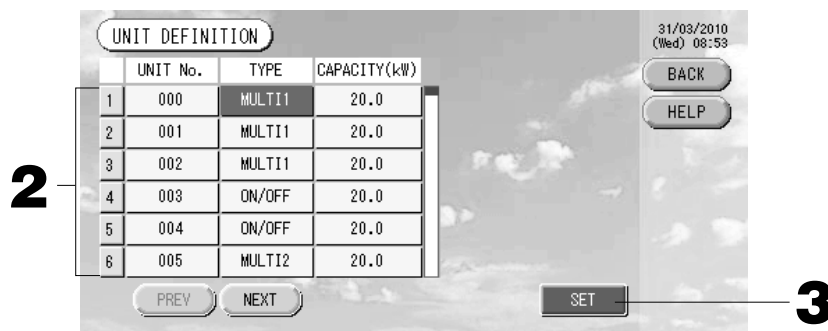 UNIT DEFINITION
31/03/2010
(Wed) 08:53
UNIT No. TYPE CAPACITY(kW)
BACK
1 000 MULTI1 20.0
HELP
2 001 MULTI1 20.0
3 002 MULTI1 20.0
2
4 003 ON/OFF 20.0
5 004 ON/OFF 20.0
6 005 MULTI2 20.0
PREV NEXT SET
3